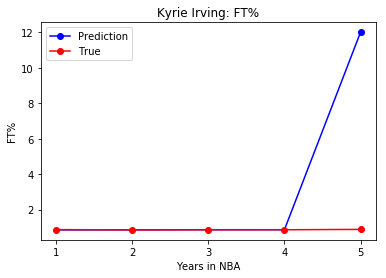 Kyrie Irving: FT%
Prediction
True
12
10
8
6
4
2
FT%
1 2 3 4 5
Years in NBA